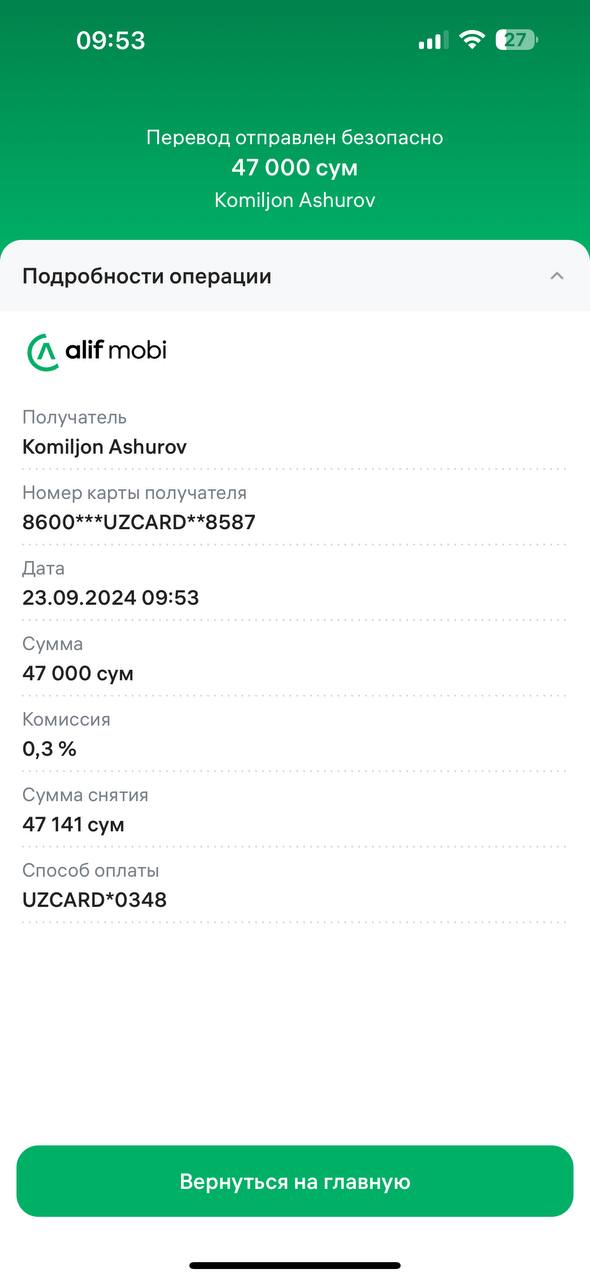 09:53
27
Перевод отправлен безопасно
47 000 сум
Komiljon Ashurov
Подробности операции
alif mobi
Получатель
Komiljon Ashurov
Номер карты получателя
8600***UZCARD**8587
Дата
23.09.2024 09:53
Сумма
47 000 сум
Комиссия
0,3 %
Сумма снятия
47 141 сум
Способ оплаты
UZCARD*0348
Вернуться на главную